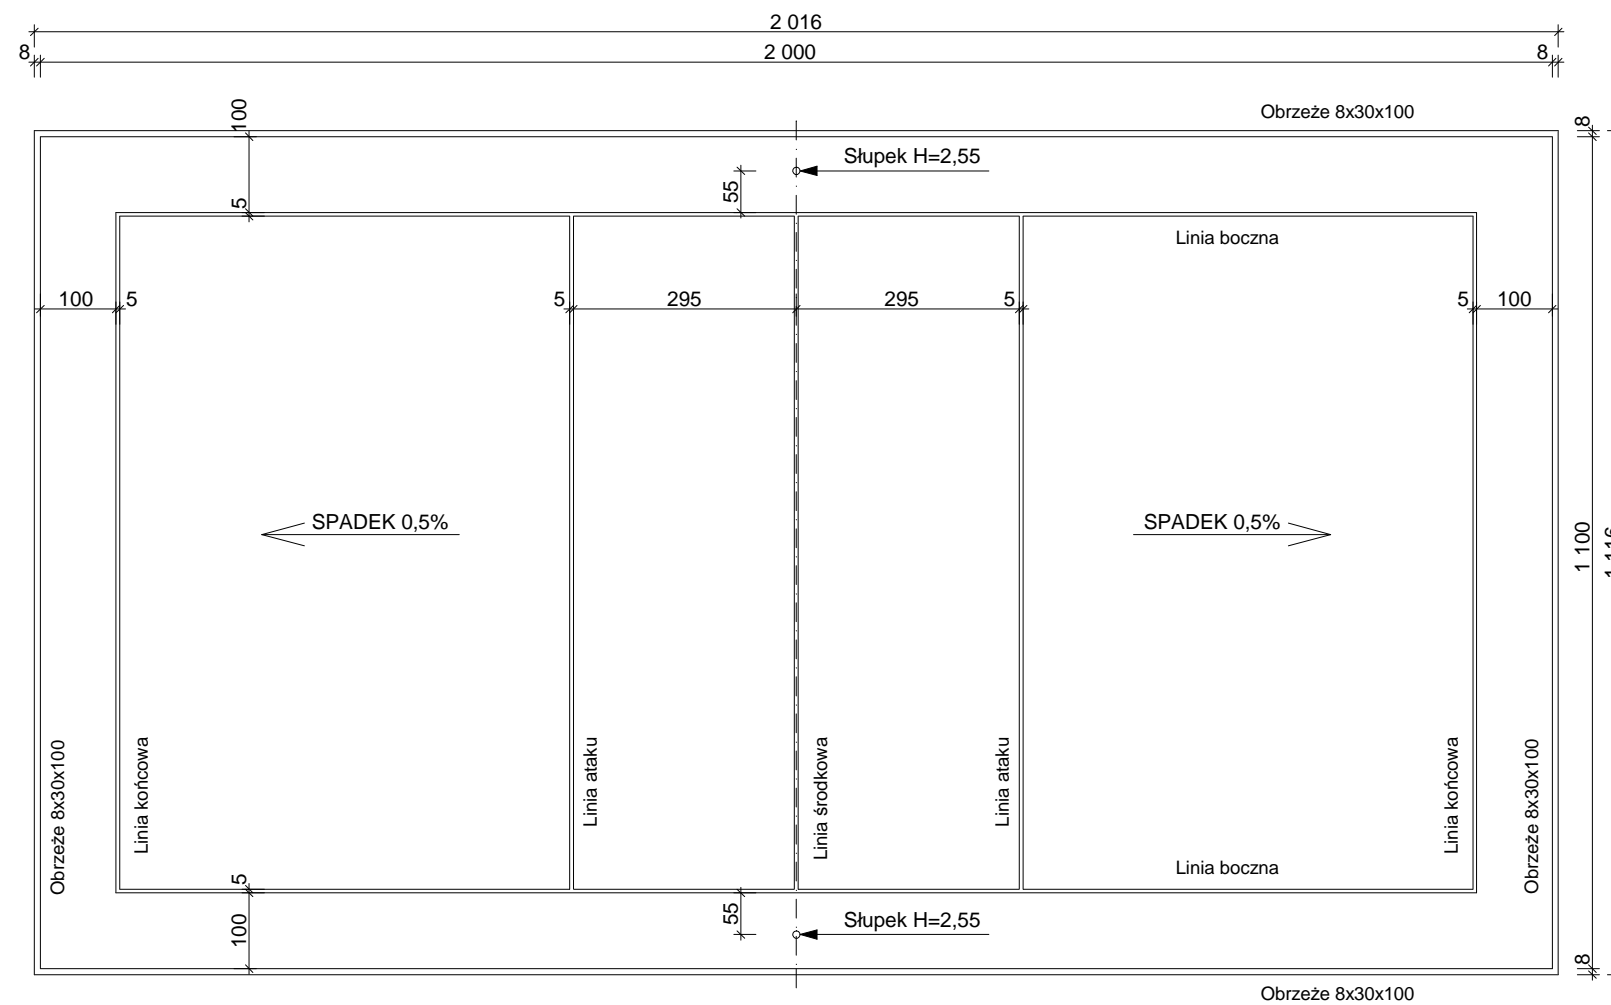 2 016
8
2 000
8
Obrzeże 8x30x100
8
100
Słupek H=2,55
55
5
Linia boczna
100
5
5
295
295
5
5
100
SPADEK 0,5%
SPADEK 0,5%
1 100
Obrzeże 8x30x100
Linia końcowa
Linia ataku
Linia środkowa
Linia ataku
Linia końcowa
Obrzeże 8x30x100
Linia boczna
5
100
55
Słupek H=2,55
8
Obrzeże 8x30x100